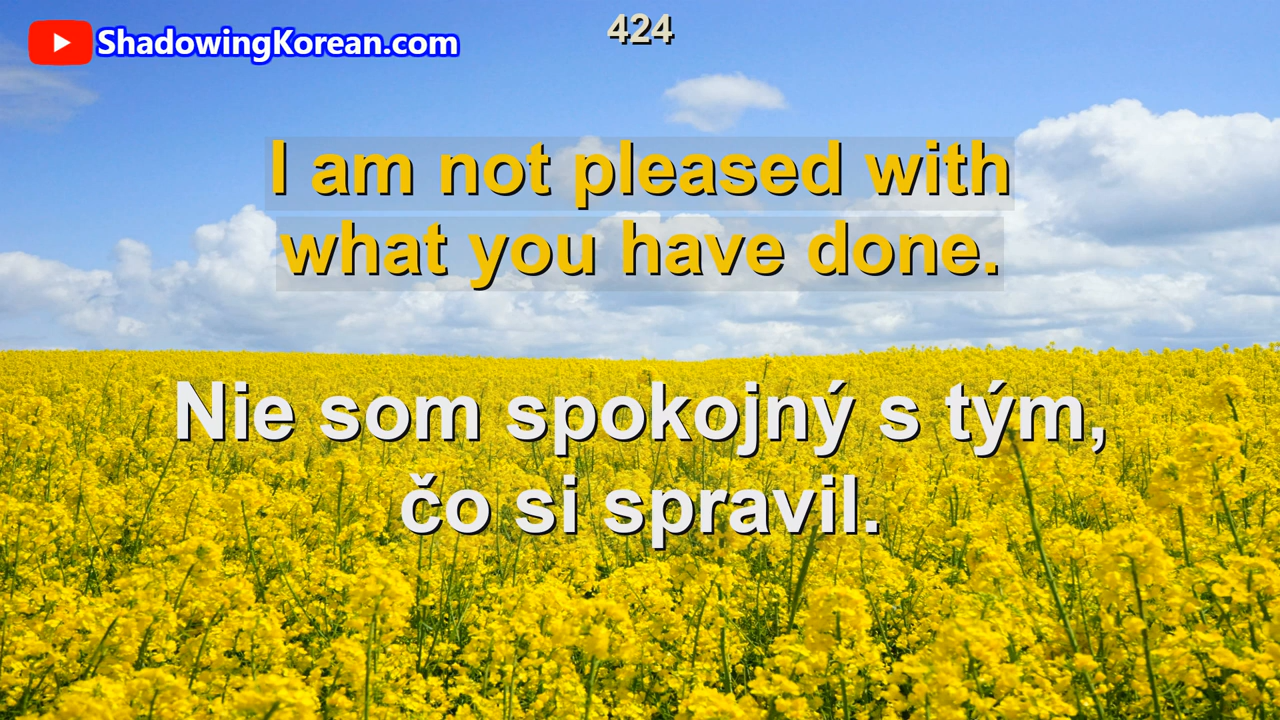 ShadowingKorean.com
424
I am not pleased with
what you have done.
Nie som spokojný s tým,
čo si spravil.